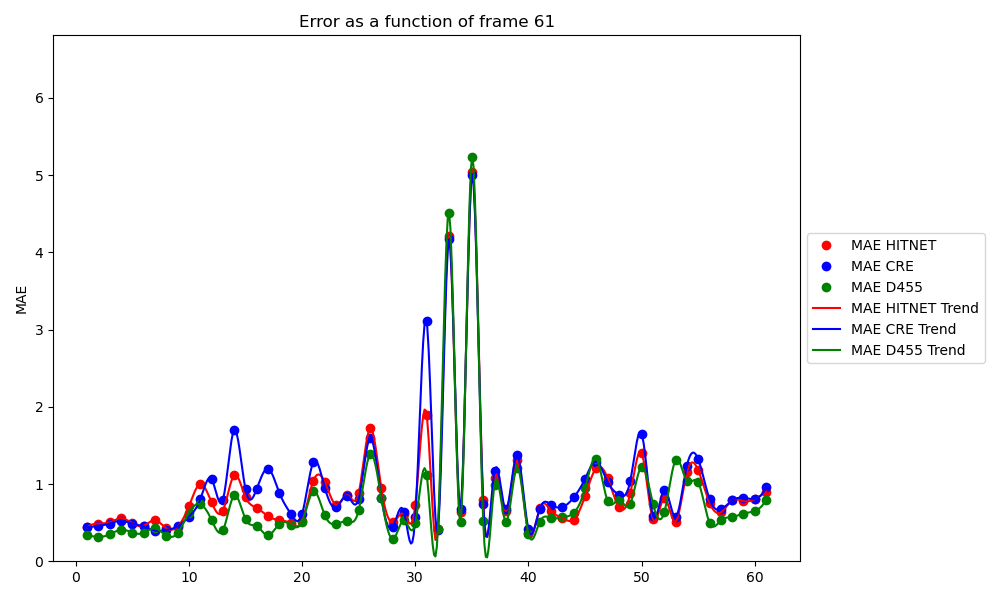 Error as a function of frame 61
MAE
6
5
4
3
2
1
0
0
10
20
30
40
50
60
MAE HITNET
MAE CRE
MAE D455
MAE HITNET Trend
MAE CRE Trend
MAE D455 Trend